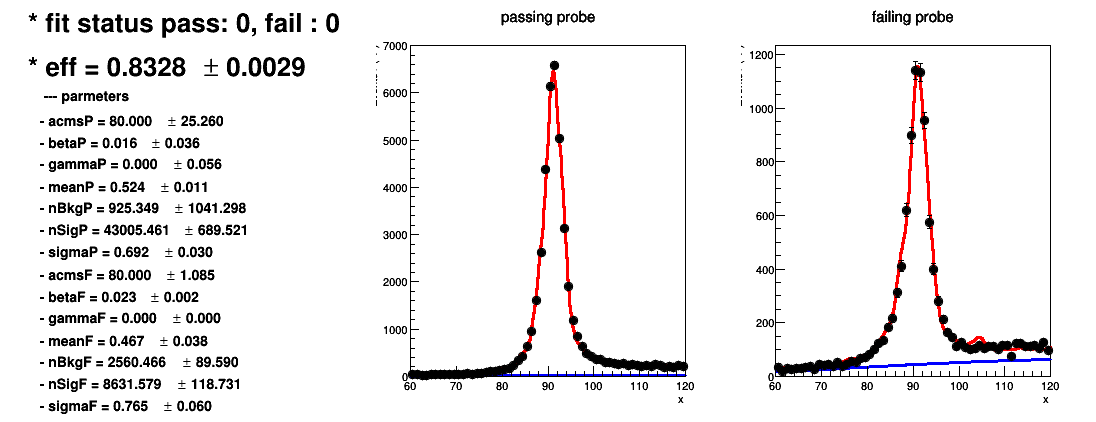 * fit status pass: 0, fail : 0
* eff = 0.8328 ± 0.0029
--- parmeters
- acmsP = 80.000 ± 25.260
- betaP = 0.016 ± 0.036
- gammaP = 0.000 ± 0.056
- meanP = 0.524 ± 0.011
- nBkgP = 925.349 ± 1041.298
- nSigP = 43005.461 ± 689.521
- sigmaP = 0.692 ± 0.030
- acmsF = 80.000 ± 1.085
- betaF = 0.023 ± 0.002
- gammaF = 0.000 ± 0.000
- meanF = 0.467 ± 0.038
- nBkgF = 2560.466 ± 89.590
- nSigF = 8631.579 ± 118.731
- sigmaF = 0.765 ± 0.060
passing probe
7000
6000
5000
4000
3000
2000
1000
0
60 70 80 90 100 110 120
x
failing probe
1200
1000
800
600
400
200
0
60 70 80 90 100 110 120
x